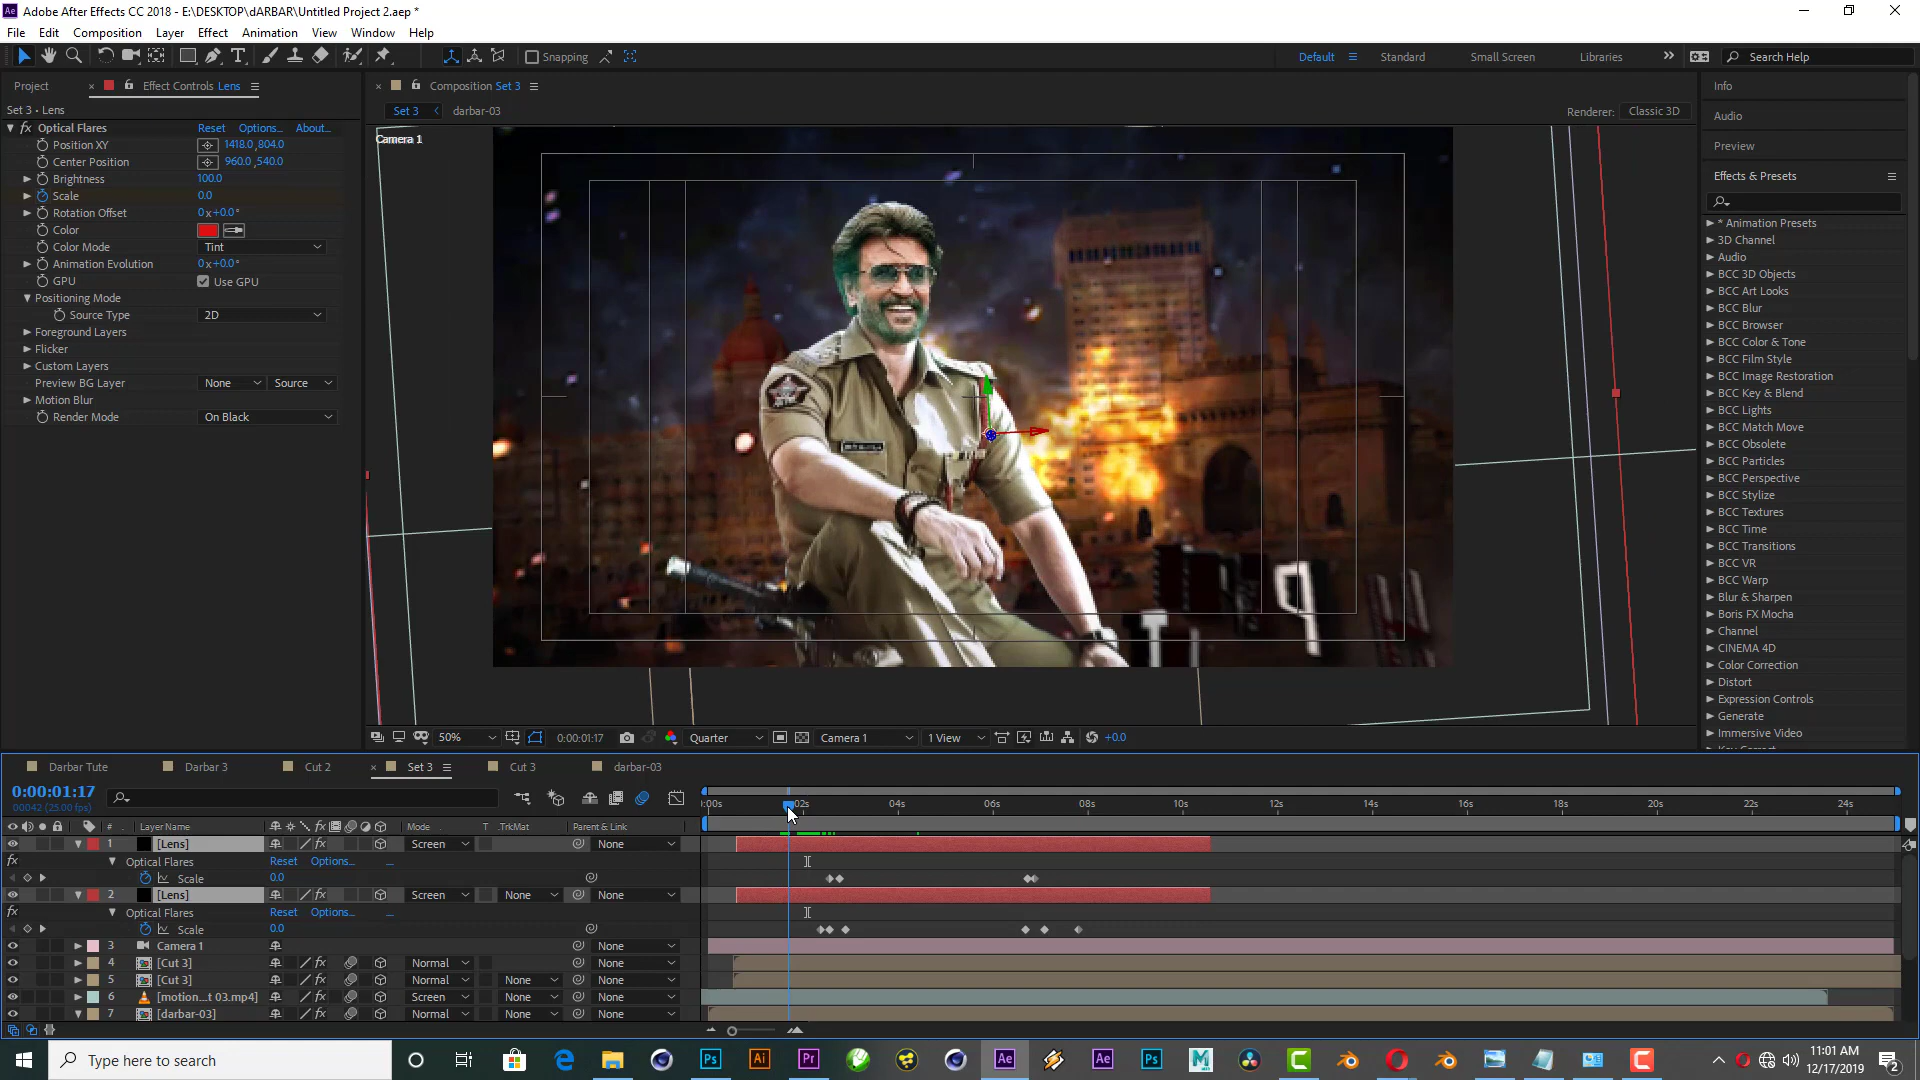 Adobe After Effects CC 2018 - E:\DESKTOP\dARBAR\Untitled Project 2.aep *
File Edit Composition Layer Effect Animation View Window Help
Snapping
Default Standard Small Screen Libraries Search Help
Project Effect Controls Lens
Composition Set 3
Info
Set 3 • Lens
Set 3 darbar-03
Renderer: Classic 3D
Audio
Optical Flares Reset Options... About...
Camera 1
Position XY 1418.0,804.0
Preview
Center Position 960.0,540.0
Brightness 100.0
Effects & Presets
Scale 0.0
Rotation Offset 0x+0.0°
Color
Color Mode Tint
Animation Evolution 0x+0.0°
GPU Use GPU
Positioning Mode
Source Type 2D
Foreground Layers
Flicker
Custom Layers
Preview BG Layer None Source
Motion Blur
Render Mode On Black
* Animation Presets
3D Channel
Audio
BCC 3D Objects
BCC Art Looks
BCC Blur
BCC Browser
BCC Color & Tone
BCC Film Style
BCC Image Restoration
BCC Key & Blend
BCC Lights
BCC Match Move
BCC Obsolete
BCC Particles
BCC Perspective
BCC Stylize
BCC Textures
BCC Time
BCC Transitions
BCC VR
BCC Warp
Blur & Sharpen
Boris FX Mocha
Channel
CINEMA 4D
Color Correction
Distort
Expression Controls
Generate
Immersive Video
50% 0:00:01:17 Quarter Camera 1 1 View +0.0
Darbar Tute Darbar 3 Cut 2 Set 3 Cut 3 darbar-03
0:00:01:17
00042 (25.00 fps)
:00s 02s 04s 06s 08s 10s 12s 14s 16s 18s 20s 22s 24s
# Layer Name Mode T TrkMat Parent & Link
1 [Lens] Screen None
Optical Flares Reset Options... ...
Scale 0.0
2 [Lens] Screen None None
Optical Flares Reset Options... ...
Scale 0.0
3 Camera 1 None
4 [Cut 3] Normal None
5 [Cut 3] Normal None None
6 [motion...t 03.mp4] Screen None None
7 [darbar-03] Normal None None
Type here to search
11:01 AM
12/17/2019
2